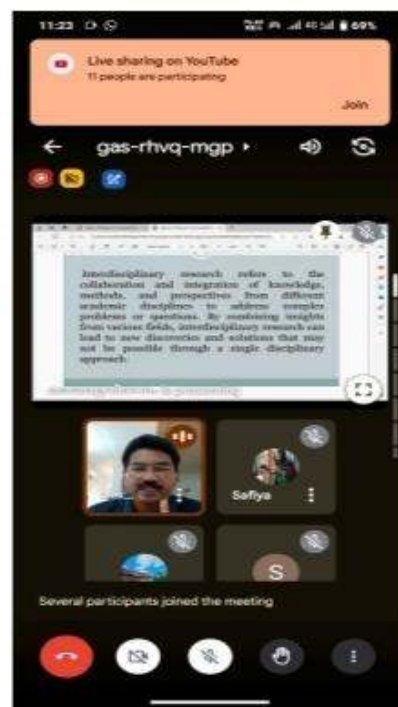 11:23
69%
Live sharing on YouTube
11 people are participating
Join
gas-rhvq-mgp
Interdisciplinary research refers to the
collaboration and integration of knowledge,
methods, and perspectives from different
academic disciplines to address complex
problems or questions. By combining insights
from various fields, interdisciplinary research can
lead to new discoveries and solutions that may
not be possible through a single disciplinary
approach.
Safiya
S
Several participants joined the meeting